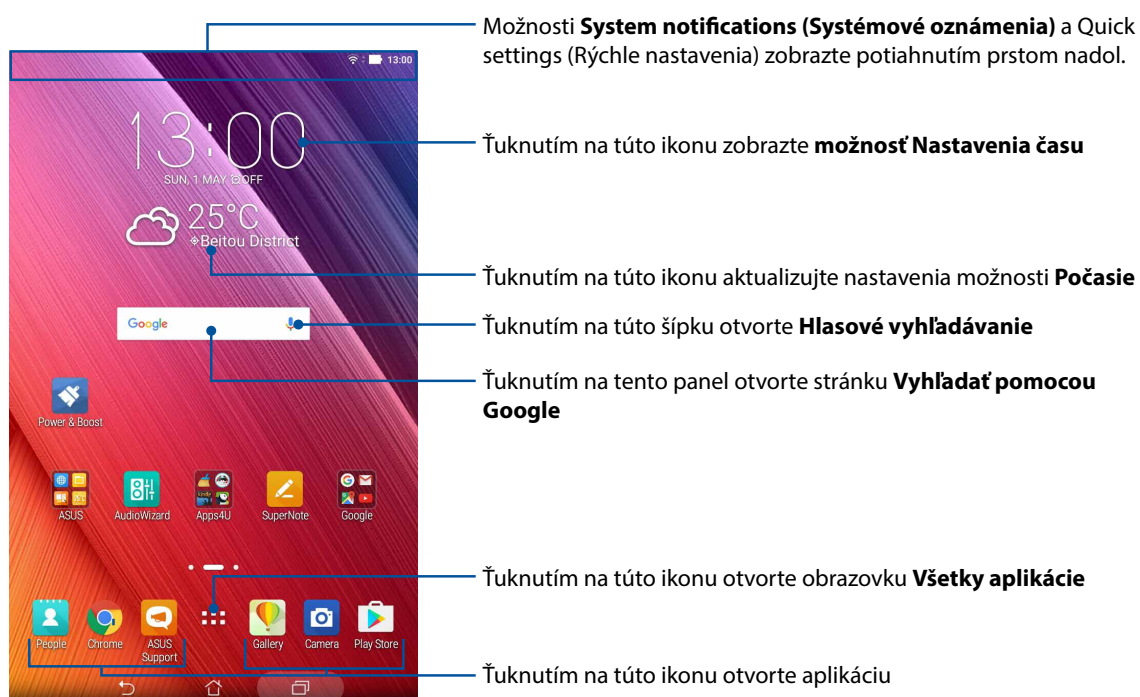 Možnosti System notifications (Systémové oznámenia) a Quick
settings (Rýchle nastavenia) zobrazte potiahnutím prstom nadol.
13:00
13:00
SUN, 1 MAY OFF
Ťuknutím na túto ikonu zobrazte možnosť Nastavenia času
25°C
Beitou District
Ťuknutím na túto ikonu aktualizujte nastavenia možnosti Počasie
Google
Ťuknutím na túto šípku otvorte Hlasové vyhľadávanie
Ťuknutím na tento panel otvorte stránku Vyhľadať pomocou
Google
Power & Boost
ASUS AudioWizard Apps4U SuperNote Google
Ťuknutím na túto ikonu otvorte obrazovku Všetky aplikácie
People Chrome ASUS Gallery Camera Play Store
Support
Ťuknutím na túto ikonu otvorte aplikáciu